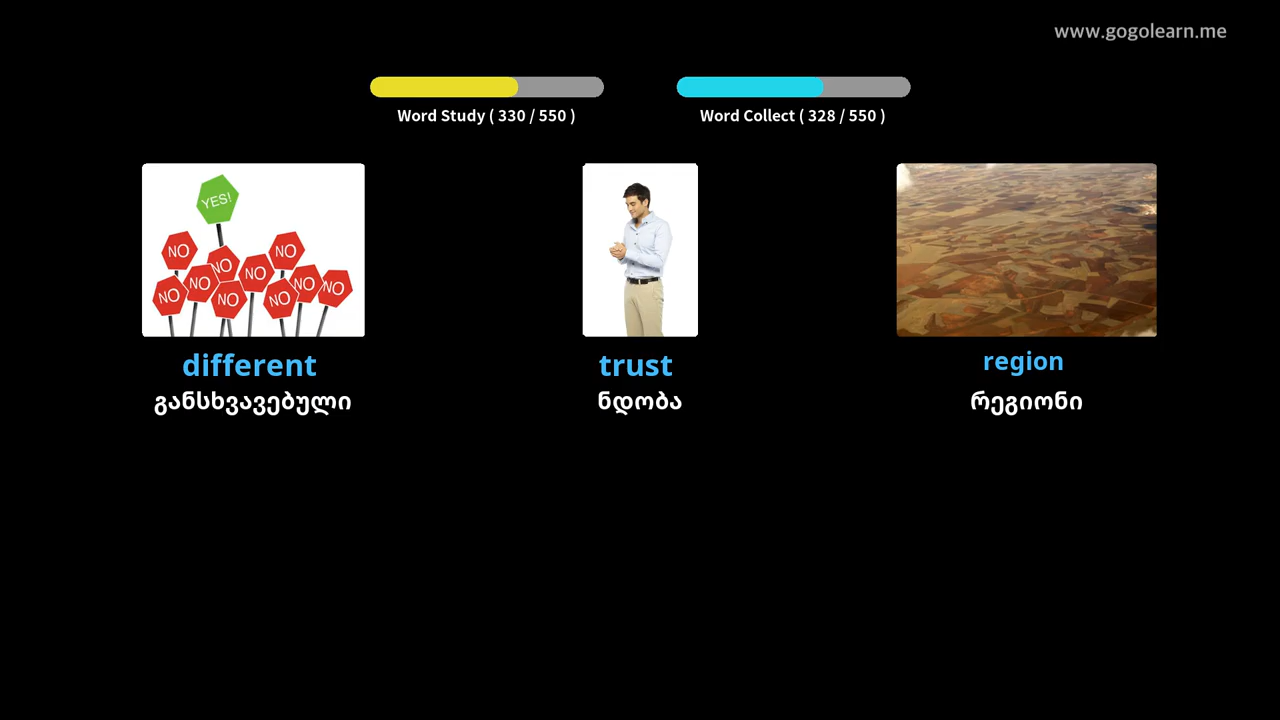 www.gogolearn.me
Word Study ( 330 / 550 )
Word Collect ( 328 / 550 )
YES!
NO
NO
NO
NO
NO
NO
NO
NO
NO
NO
different
trust
region
განსხვავებული
ნდობა
რეგიონი